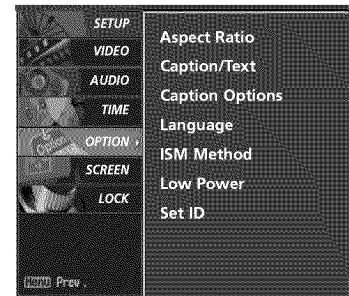 SETUP
VIDEO
AUDIO
TIME
OPTION
SCREEN
LOCK
Menu Prev.
Aspect Ratio
Caption/Text
Caption Options
Language
ISM Method
Low Power
Set ID